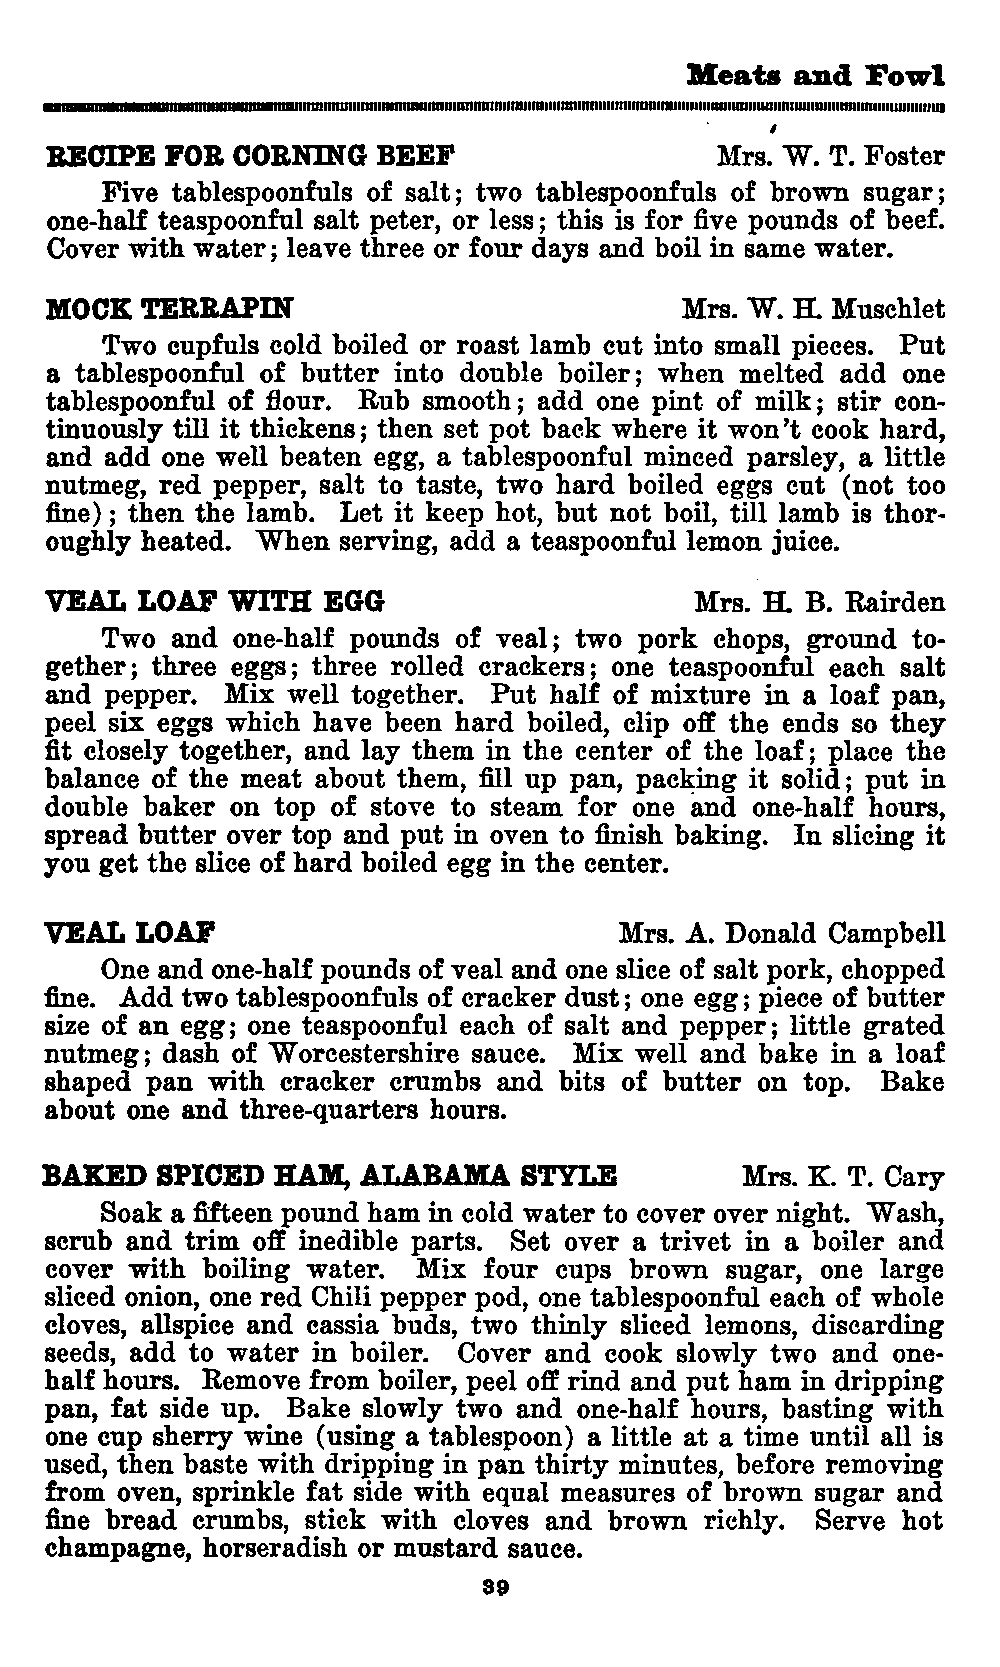 Meats and Fowl
RECIPE FOR CORNING BEEF Mrs. W. T. Foster
Five tablespoonfuls of salt; two tablespoonfuls of brown sugar;
one-half teaspoonful salt peter, or less; this is for five pounds of beef.
Cover with water; leave three or four days and boil in same water.
MOCK TERRAPIN Mrs. W. H. Muschlet
Two cupfuls cold boiled or roast lamb cut into small pieces. Put
a tablespoonful of butter into double boiler; when melted add one
tablespoonful of flour. Rub smooth; add one pint of milk; stir con-
tinuously till it thickens; then set pot back where it won't cook hard,
and add one well beaten egg, a tablespoonful minced parsley, a little
nutmeg, red pepper, salt to taste, two hard boiled eggs cut (not too
fine); then the lamb. Let it keep hot, but not boil, till lamb is thor-
oughly heated. When serving, add a teaspoonful lemon juice.
VEAL LOAF WITH EGG Mrs. H. B. Rairden
Two and one-half pounds of veal; two pork chops, ground to-
gether; three eggs; three rolled crackers; one teaspoonful each salt
and pepper. Mix well together. Put half of mixture in a loaf pan,
peel six eggs which have been hard boiled, clip off the ends so they
fit closely together, and lay them in the center of the loaf; place the
balance of the meat about them, fill up pan, packing it solid; put in
double baker on top of stove to steam for one and one-half hours,
spread butter over top and put in oven to finish baking. In slicing it
you get the slice of hard boiled egg in the center.
VEAL LOAF Mrs. A. Donald Campbell
One and one-half pounds of veal and one slice of salt pork, chopped
fine. Add two tablespoonfuls of cracker dust; one egg; piece of butter
size of an egg; one teaspoonful each of salt and pepper; little grated
nutmeg; dash of Worcestershire sauce. Mix well and bake in a loaf
shaped pan with cracker crumbs and bits of butter on top. Bake
about one and three-quarters hours.
BAKED SPICED HAM, ALABAMA STYLE Mrs. K. T. Cary
Soak a fifteen pound ham in cold water to cover over night. Wash,
scrub and trim off inedible parts. Set over a trivet in a boiler and
cover with boiling water. Mix four cups brown sugar, one large
sliced onion, one red Chili pepper pod, one tablespoonful each of whole
cloves, allspice and cassia buds, two thinly sliced lemons, discarding
seeds, add to water in boiler. Cover and cook slowly two and one-
half hours. Remove from boiler, peel off rind and put ham in dripping
pan, fat side up. Bake slowly two and one-half hours, basting with
one cup sherry wine (using a tablespoon) a little at a time until all is
used, then baste with dripping in pan thirty minutes, before removing
from oven, sprinkle fat side with equal measures of brown sugar and
fine bread crumbs, stick with cloves and brown richly. Serve hot
champagne, horseradish or mustard sauce.
39